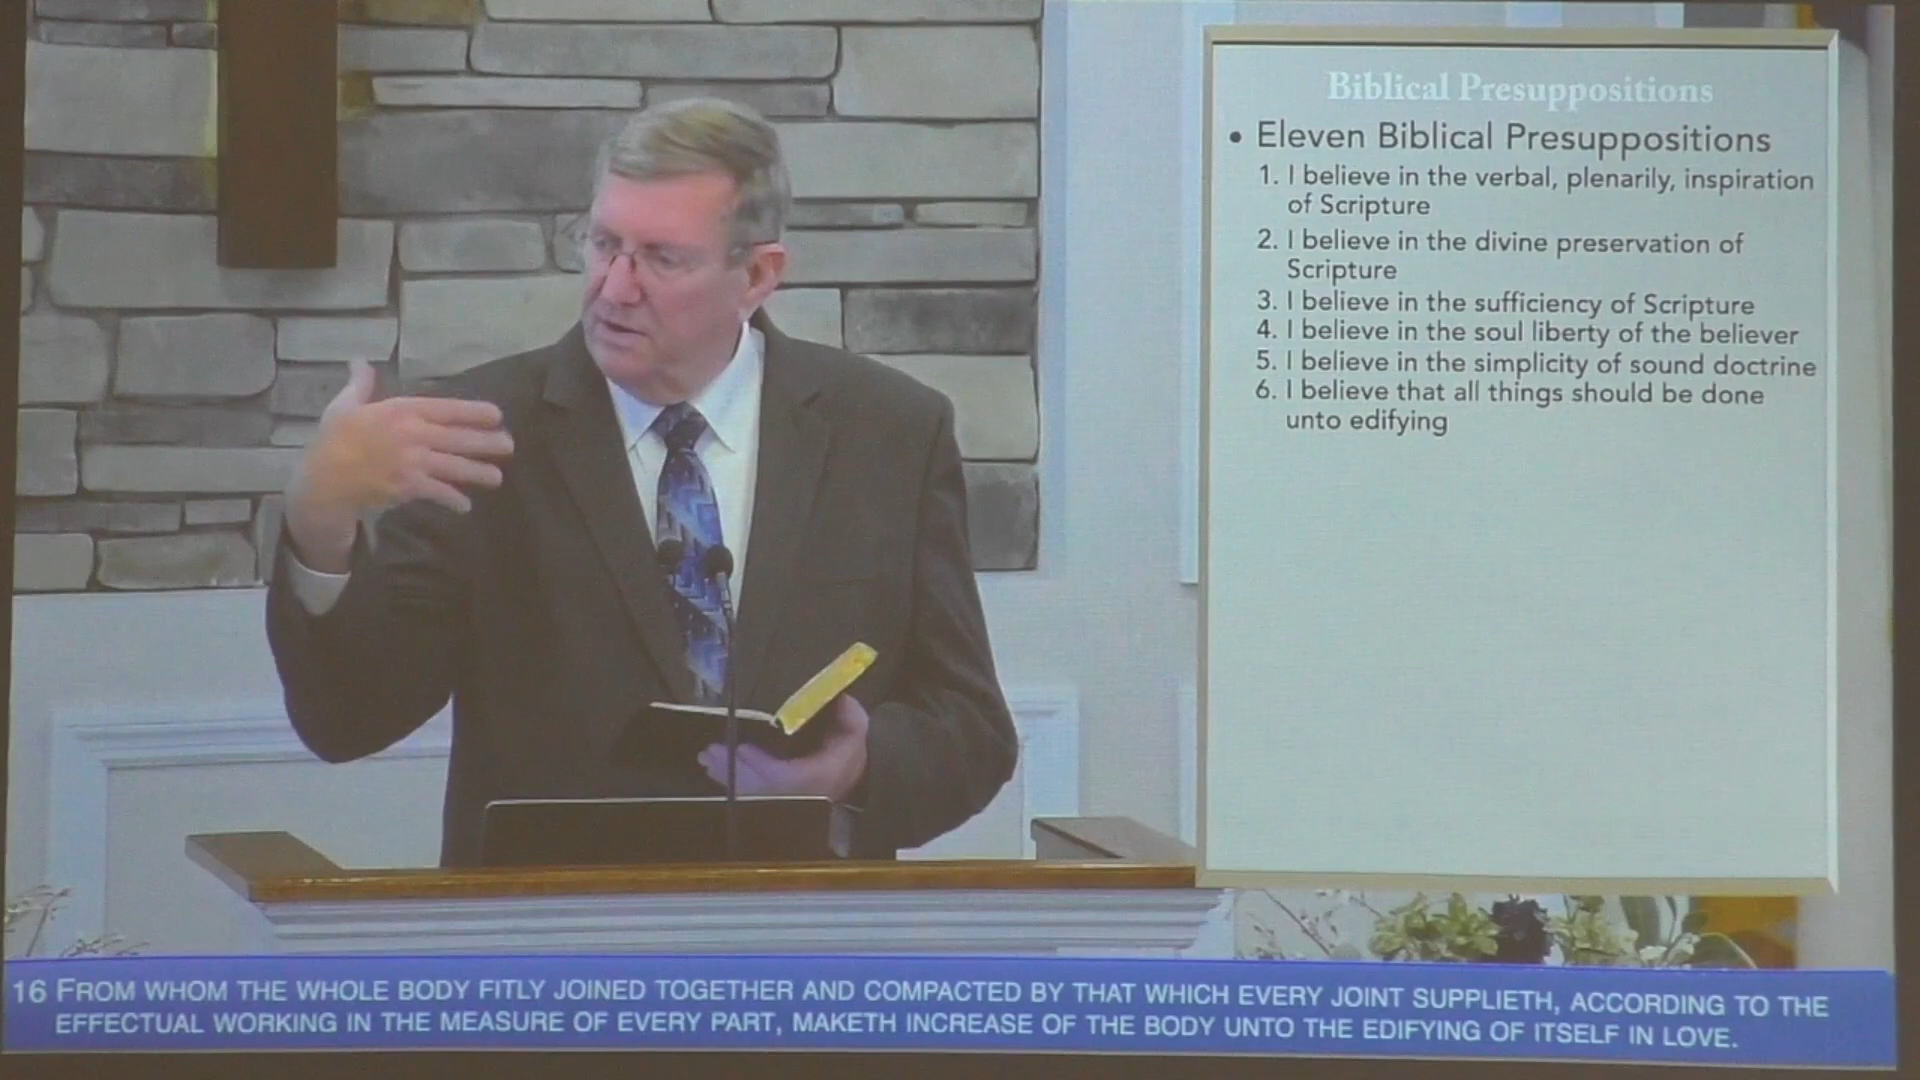 Biblical Presuppositions
• Eleven Biblical Presuppositions
1. I believe in the verbal, plenarily, inspiration
of Scripture
2. I believe in the divine preservation of
Scripture
3. I believe in the sufficiency of Scripture
4. I believe in the soul liberty of the believer
5. I believe in the simplicity of sound doctrine
6. I believe that all things should be done
unto edifying
16 FROM WHOM THE WHOLE BODY FITLY JOINED TOGETHER AND COMPACTED BY THAT WHICH EVERY JOINT SUPPLIETH, ACCORDING TO THE
EFFECTUAL WORKING IN THE MEASURE OF EVERY PART, MAKETH INCREASE OF THE BODY UNTO THE EDIFYING OF ITSELF IN LOVE.